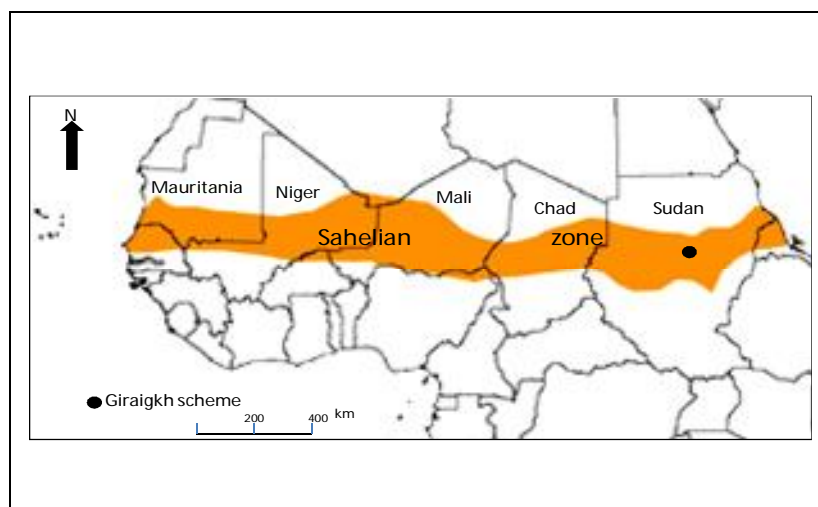 N
Mauritania
Niger
Mali
Chad
Sudan
Sahelian zone
Giraigkh scheme
200 400 km